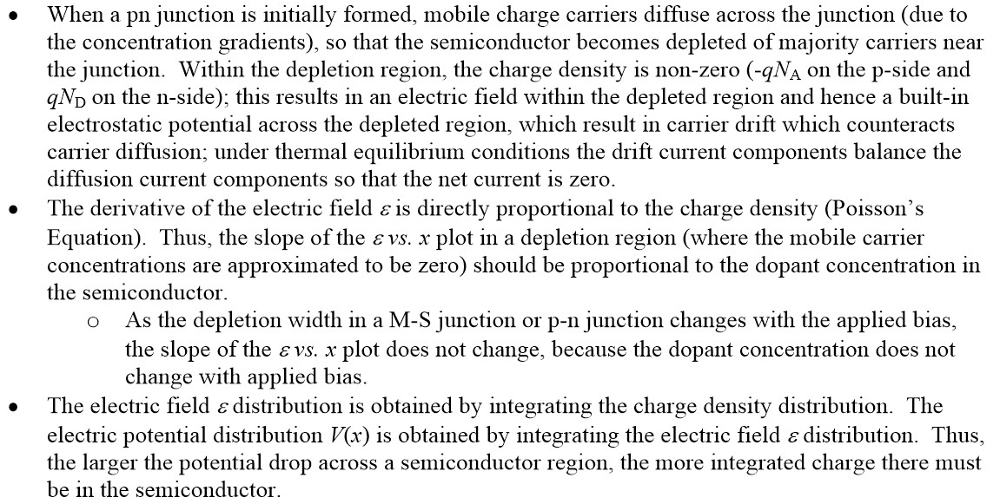 • When a pn junction is initially formed, mobile charge carriers diffuse across the junction (due to
the concentration gradients), so that the semiconductor becomes depleted of majority carriers near
the junction.  Within the depletion region, the charge density is non-zero (-qNA on the p-side and
qND on the n-side); this results in an electric field within the depleted region and hence a built-in
electrostatic potential across the depleted region, which result in carrier drift which counteracts
carrier diffusion; under thermal equilibrium conditions the drift current components balance the
diffusion current components so that the net current is zero.
• The derivative of the electric field ε is directly proportional to the charge density (Poisson's
Equation).  Thus, the slope of the ε vs. x plot in a depletion region (where the mobile carrier
concentrations are approximated to be zero) should be proportional to the dopant concentration in
the semiconductor.
o As the depletion width in a M-S junction or p-n junction changes with the applied bias,
the slope of the ε vs. x plot does not change, because the dopant concentration does not
change with applied bias.
• The electric field ε distribution is obtained by integrating the charge density distribution.  The
electric potential distribution V(x) is obtained by integrating the electric field ε distribution.  Thus,
the larger the potential drop across a semiconductor region, the more integrated charge there must
be in the semiconductor.